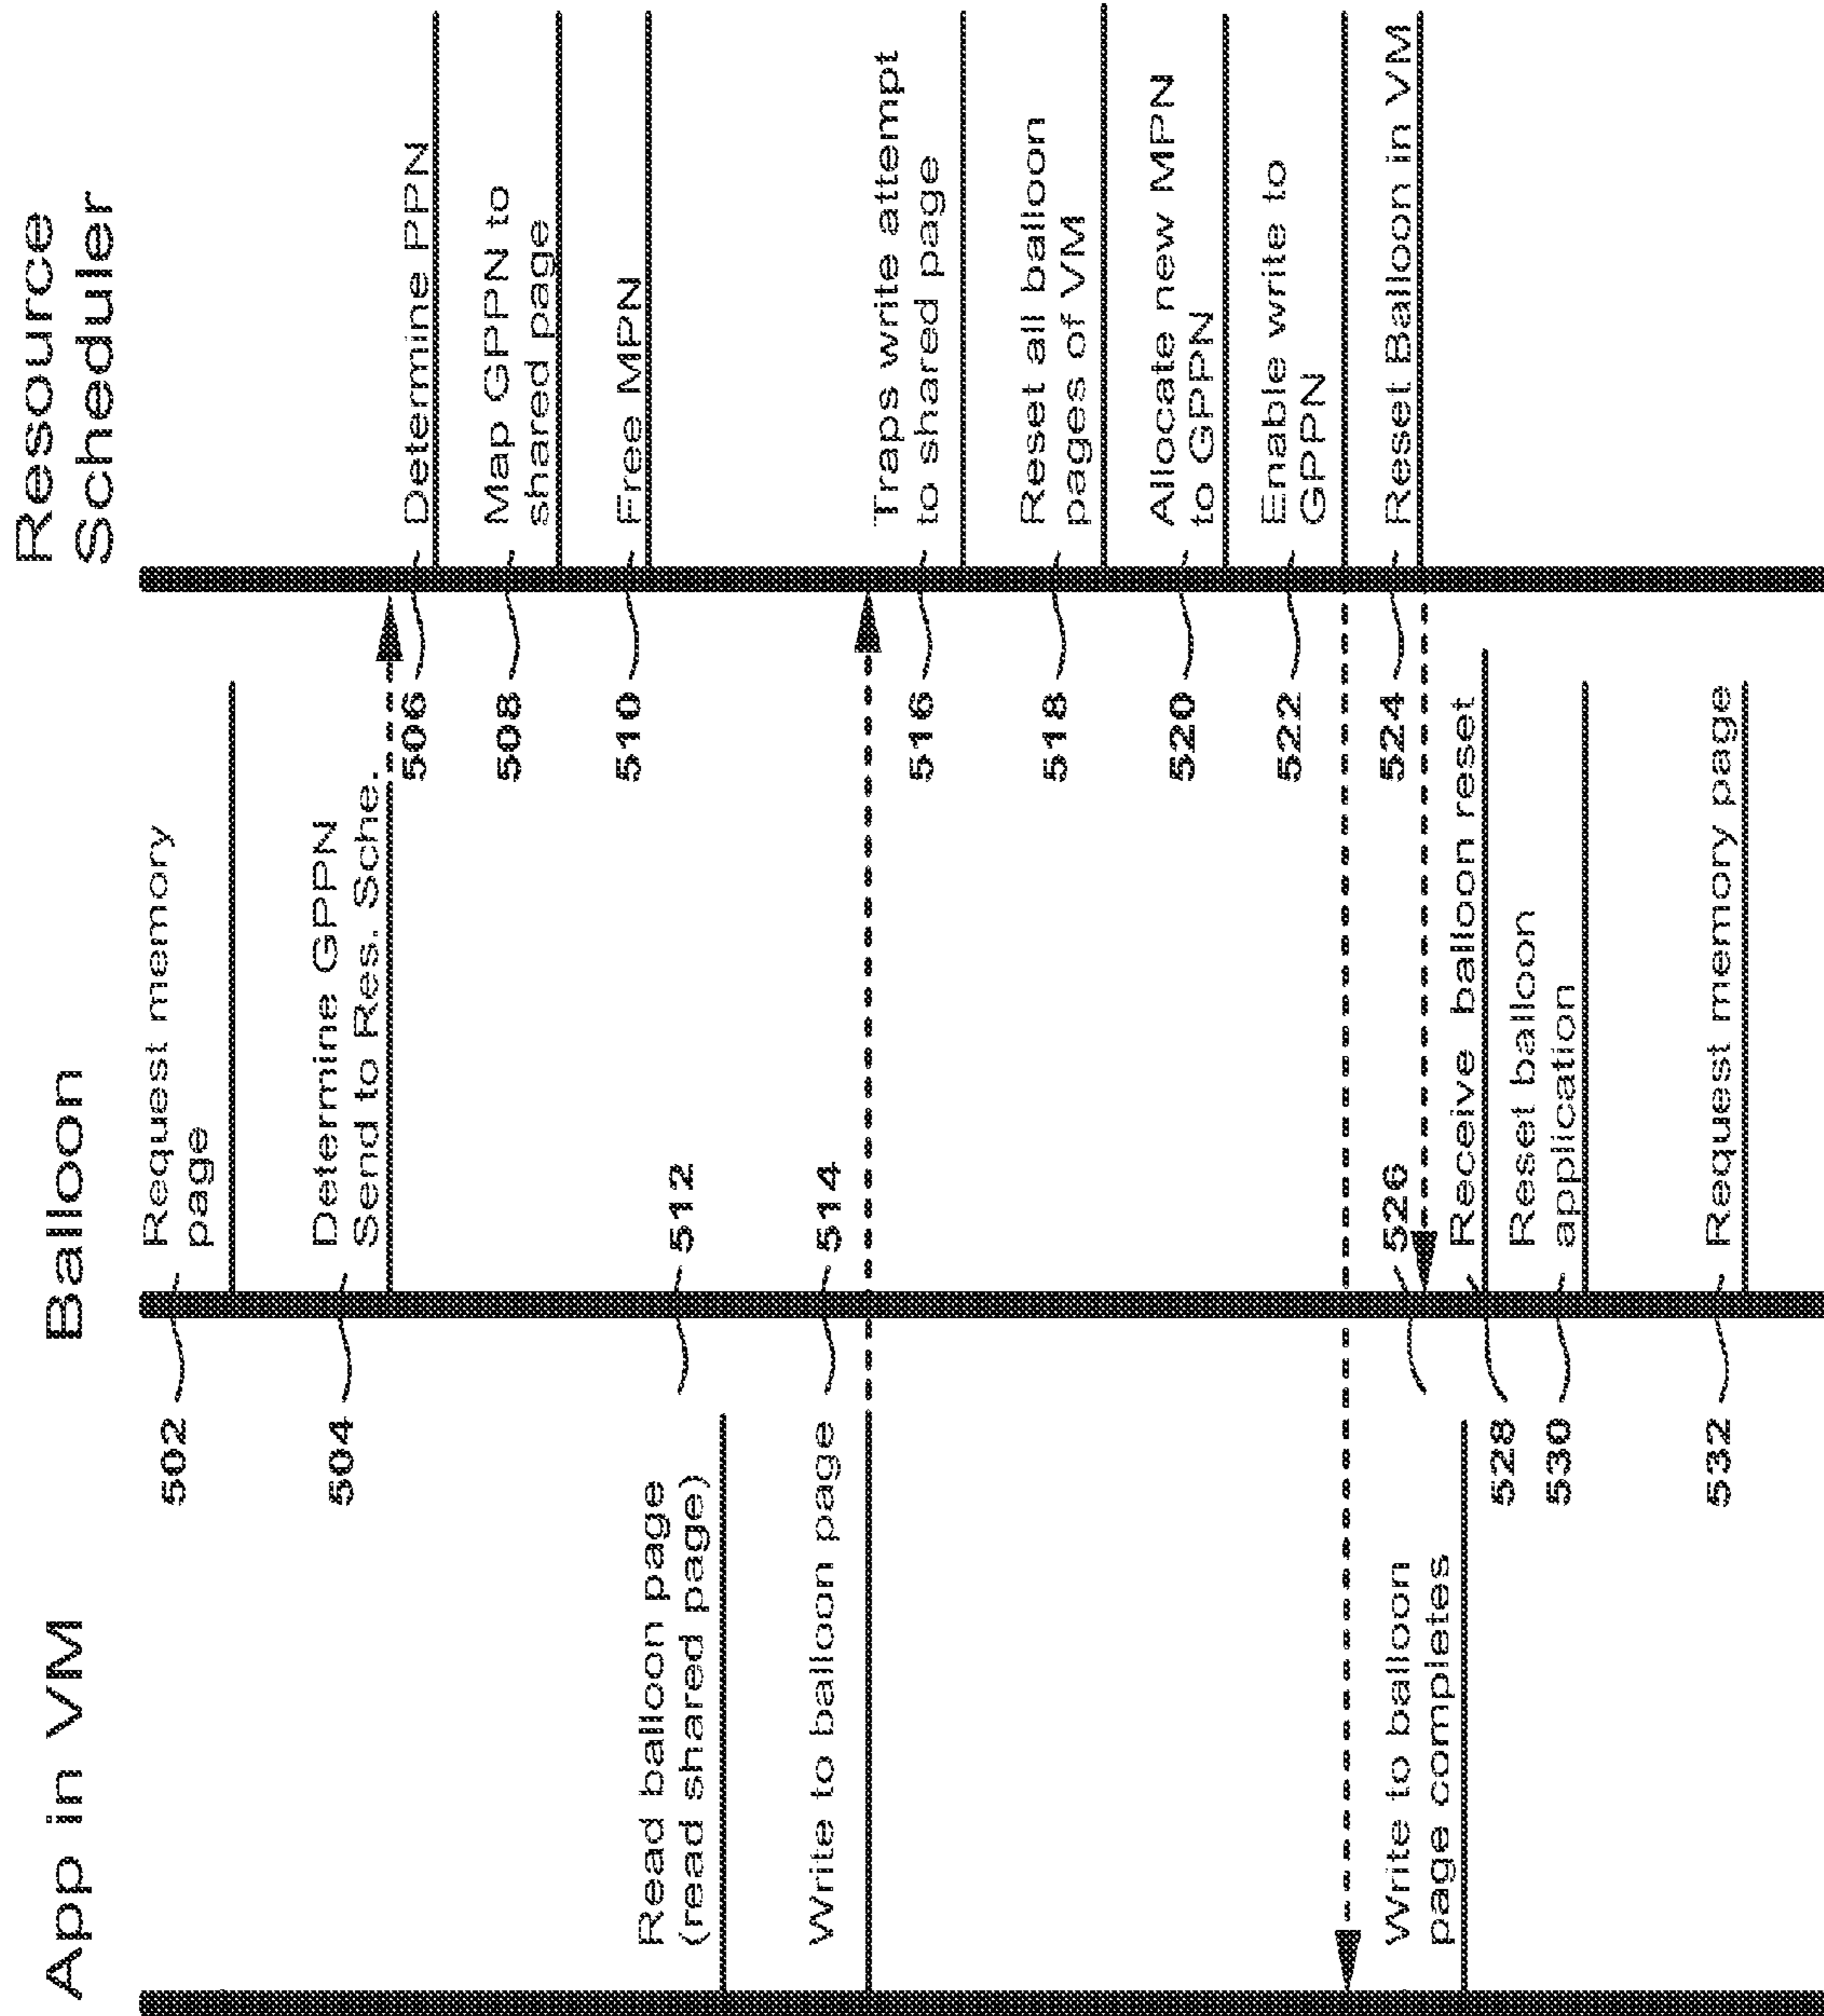 App in VM
Balloon
Resource
Scheduler
502
Request memory
page
504
Determine GPPN
Send to Res. Sche.
506
Determine PPN
508
Map GPPN to
shared page
510
Free MPN
Read balloon page
(read shared page)
512
Write to balloon page
514
516
Traps write attempt
to shared page
518
Reset all balloon
pages of VM
520
Allocate new MPN
to GPPN
522
Enable write to
GPPN
524
Reset Balloon in VM
Write to balloon
page completes
526
528
Receive balloon reset
530
Reset balloon
application
532
Request memory page